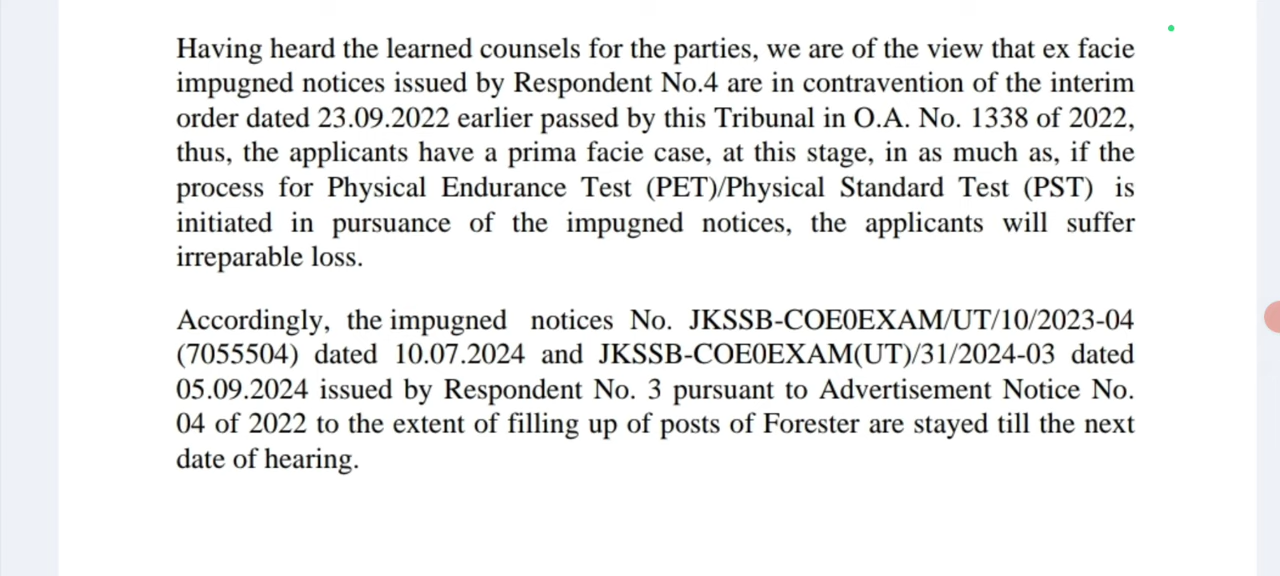 Having heard the learned counsels for the parties, we are of the view that ex facie
impugned notices issued by Respondent No.4 are in contravention of the interim
order dated 23.09.2022 earlier passed by this Tribunal in O.A. No. 1338 of 2022,
thus, the applicants have a prima facie case, at this stage, in as much as, if the
process for Physical Endurance Test (PET)/Physical Standard Test (PST) is
initiated in pursuance of the impugned notices, the applicants will suffer
irreparable loss.
Accordingly, the impugned notices No. JKSSB-COE0EXAM/UT/10/2023-04
(7055504) dated 10.07.2024 and JKSSB-COE0EXAM(UT)/31/2024-03 dated
05.09.2024 issued by Respondent No. 3 pursuant to Advertisement Notice No.
04 of 2022 to the extent of filling up of posts of Forester are stayed till the next
date of hearing.